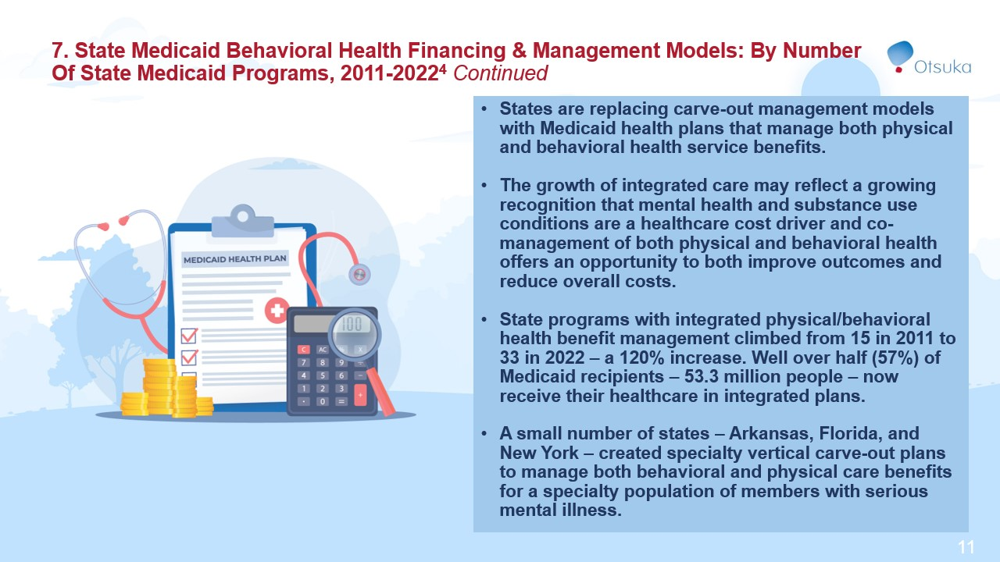 7. State Medicaid Behavioral Health Financing & Management Models: By Number
Of State Medicaid Programs, 2011-2022⁴ Continued
Otsuka
• States are replacing carve-out management models
with Medicaid health plans that manage both physical
and behavioral health service benefits.
• The growth of integrated care may reflect a growing
recognition that mental health and substance use
conditions are a healthcare cost driver and co-
management of both physical and behavioral health
offers an opportunity to both improve outcomes and
reduce overall costs.
• State programs with integrated physical/behavioral
health benefit management climbed from 15 in 2011 to
33 in 2022 – a 120% increase. Well over half (57%) of
Medicaid recipients – 53.3 million people – now
receive their healthcare in integrated plans.
• A small number of states – Arkansas, Florida, and
New York – created specialty vertical carve-out plans
to manage both behavioral and physical care benefits
for a specialty population of members with serious
mental illness.
MEDICAID HEALTH PLAN
100
C AC % X
7 8 9 ÷
4 5 6 −
1 2 3 +
· 0 =
11